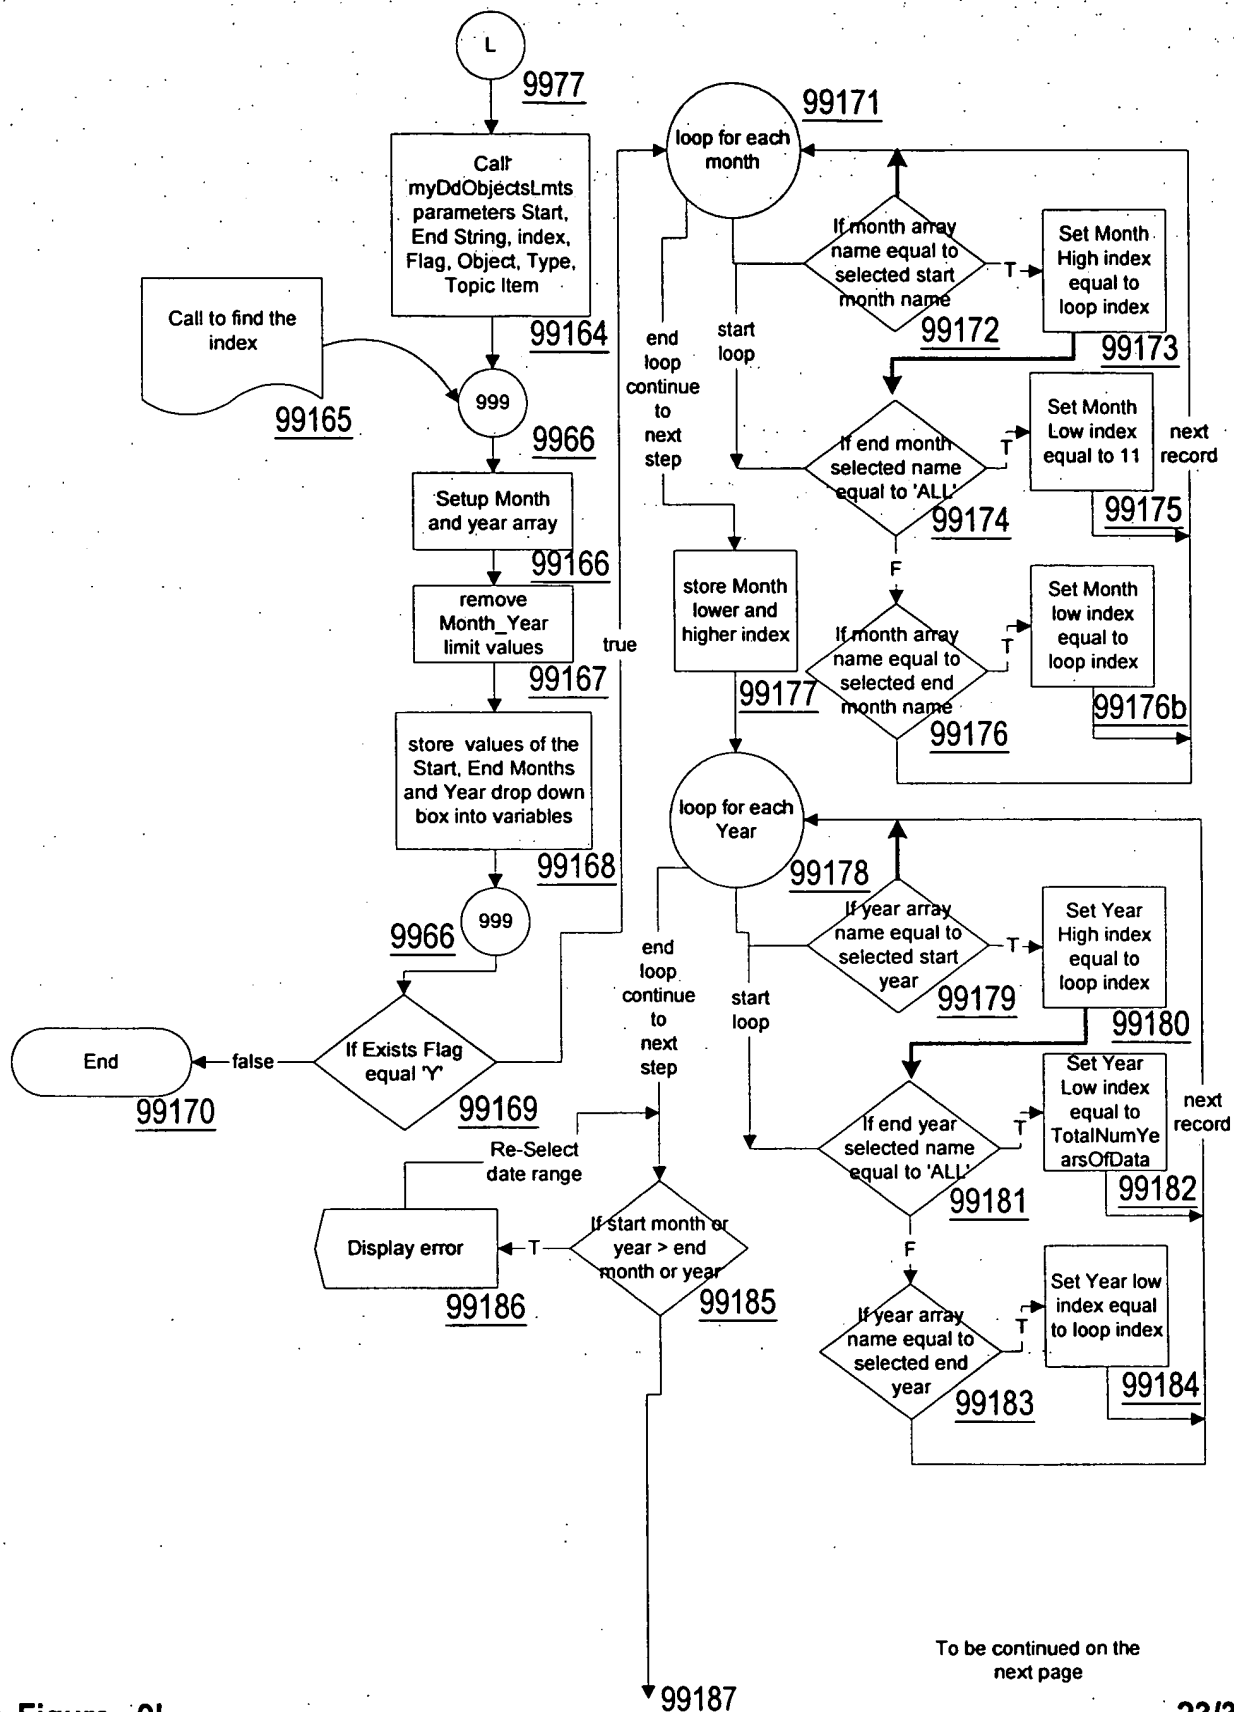 L
9977
Call
myDdObjectsLmts
parameters Start,
End String, index,
Flag, Object, Type,
Topic Item
99164
Call to find the
index
99165
999
9966
Setup Month
and year array
99166
remove
Month_Year
limit values
99167
store values of the
Start, End Months
and Year drop down
box into variables
99168
999
9966
If Exists Flag
equal 'Y'
99169
false
End
99170
true
loop for each
month
99171
end
loop
continue
to
next
step
start
loop
If month array
name equal to
selected start
month name
99172
T
Set Month
High index
equal to
loop index
99173
If end month
selected name
equal to 'ALL'
99174
T
Set Month
Low index
equal to 11
99175
next
record
F
If month array
name equal to
selected end
month name
99176
T
Set Month
low index
equal to
loop index
99176b
store Month
lower and
higher index
99177
loop for each
Year
99178
end
loop
continue
to
next
step
start
loop
If year array
name equal to
selected start
year
99179
T
Set Year
High index
equal to
loop index
99180
If end year
selected name
equal to 'ALL'
99181
T
Set Year
Low index
equal to
TotalNumYe
arsOfData
99182
next
record
F
If year array
name equal to
selected end
year
99183
T
Set Year low
index equal
to loop index
99184
Re-Select
date range
Display error
99186
T
If start month or
year > end
month or year
99185
99187
To be continued on the
next page